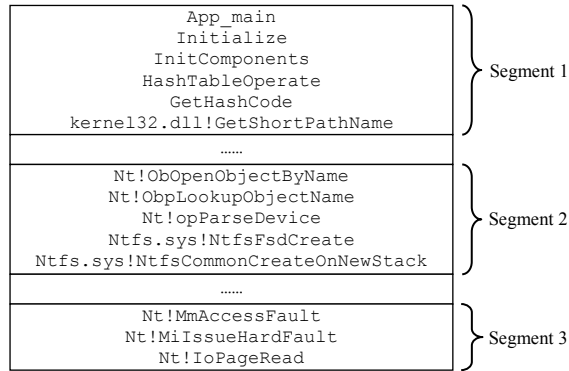 App_main
Initialize
InitComponents
HashTableOperate
GetHashCode
kernel32.dll!GetShortPathName
Segment 1
……
Nt!ObOpenObjectByName
Nt!ObpLookupObjectName
Nt!opParseDevice
Ntfs.sys!NtfsFsdCreate
Ntfs.sys!NtfsCommonCreateOnNewStack
Segment 2
……
Nt!MmAccessFault
Nt!MiIssueHardFault
Nt!IoPageRead
Segment 3